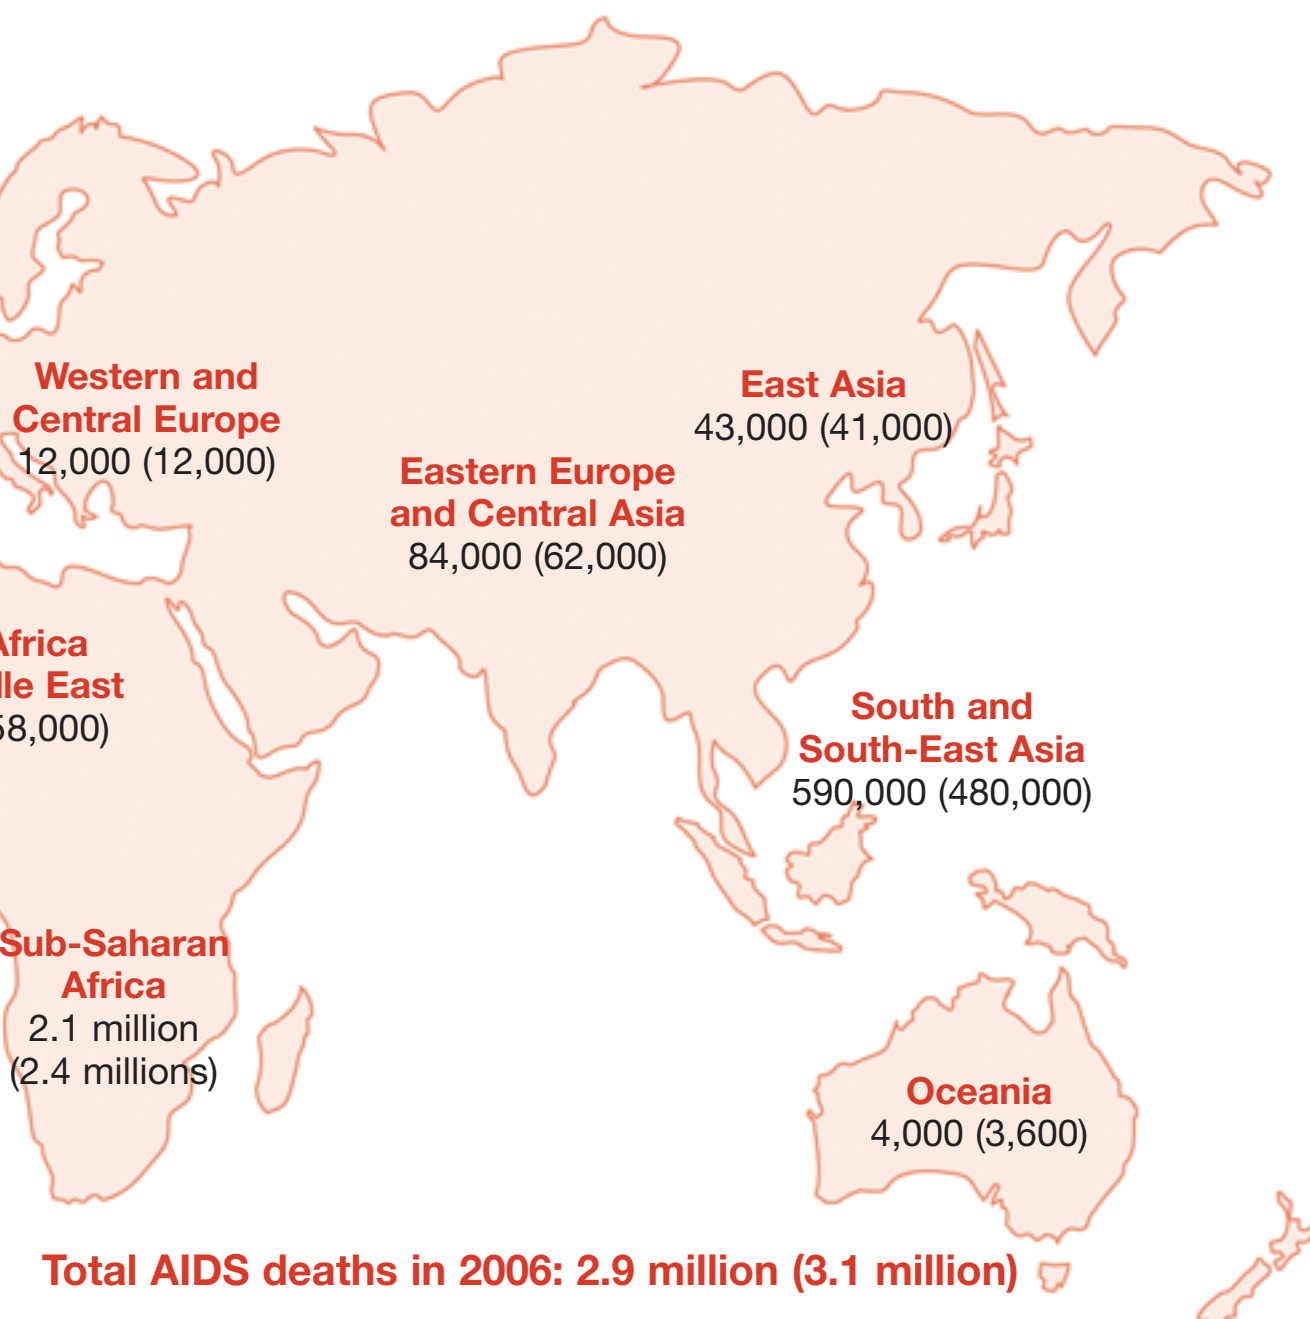 Western and
Central Europe
12,000 (12,000)
East Asia
43,000 (41,000)
Eastern Europe
and Central Asia
84,000 (62,000)
Africa
East
South and
South-East Asia
590,000 (480,000)
Sub-Saharan
Africa
2.1 million
(2.4 millions)
Oceania
4,000 (3,600)
Total AIDS deaths in 2006: 2.9 million (3.1 million)